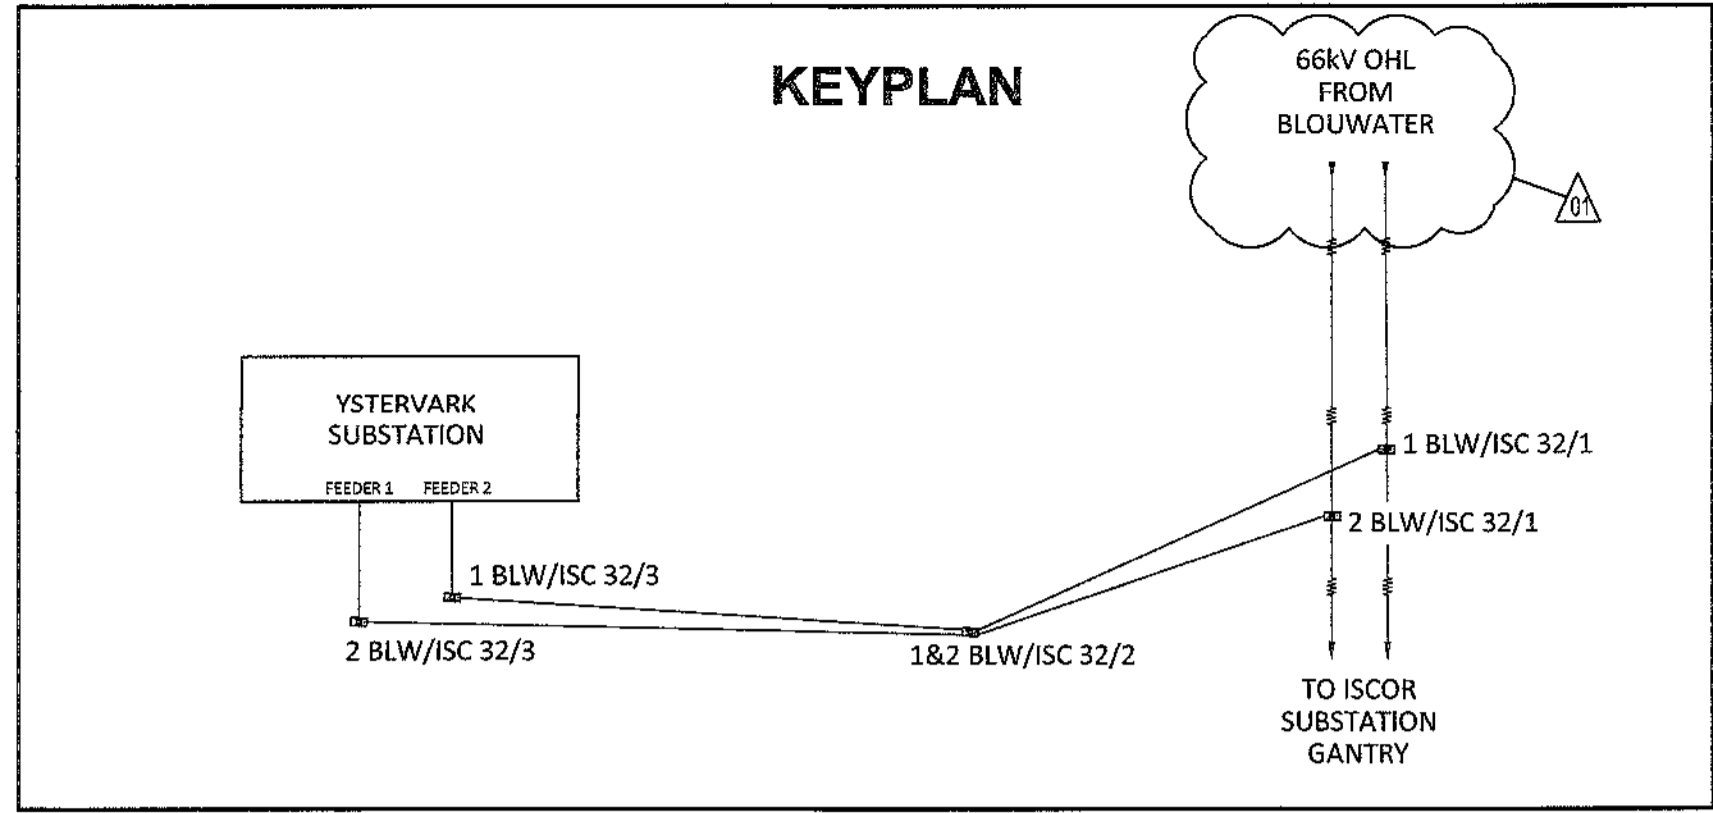 KEYPLAN
66kV OHL
FROM
BLOUWATER
01
YSTERVARK
SUBSTATION
FEEDER 1 FEEDER 2
1 BLW/ISC 32/1
2 BLW/ISC 32/1
1 BLW/ISC 32/3
2 BLW/ISC 32/3
1&2 BLW/ISC 32/2
TO ISCOR
SUBSTATION
GANTRY